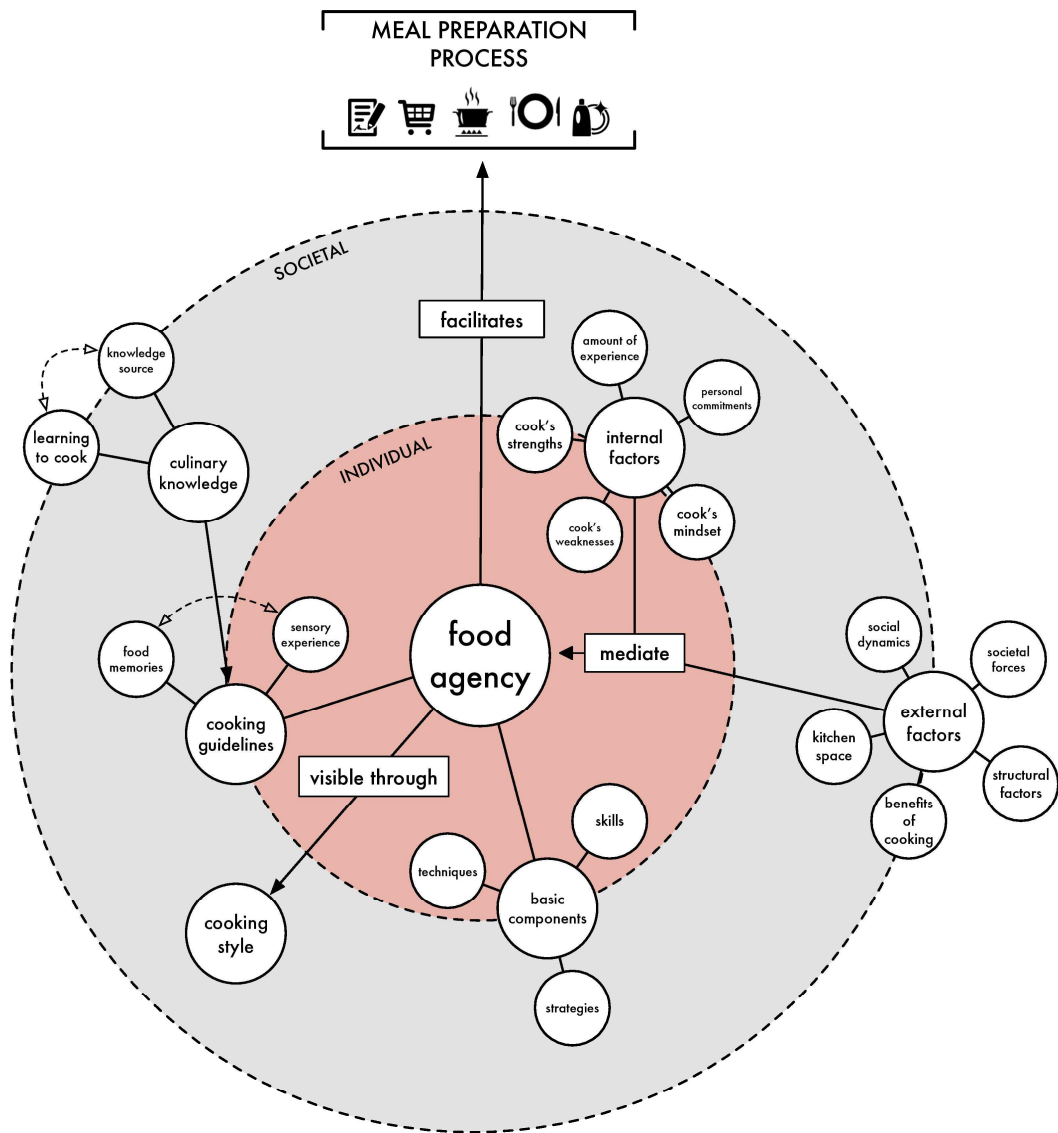 MEAL PREPARATION
PROCESS
SOCIETAL
facilitates
amount of
experience
knowledge
source
personal
commitments
cook's
strengths
internal
factors
INDIVIDUAL
learning
to cook
culinary
knowledge
cook's
mindset
cook's
weaknesses
food
agency
mediate
sensory
experience
food
memories
social
dynamics
societal
forces
external
factors
cooking
guidelines
kitchen
space
visible through
structural
factors
benefits
of
cooking
skills
techniques
basic
components
cooking
style
strategies